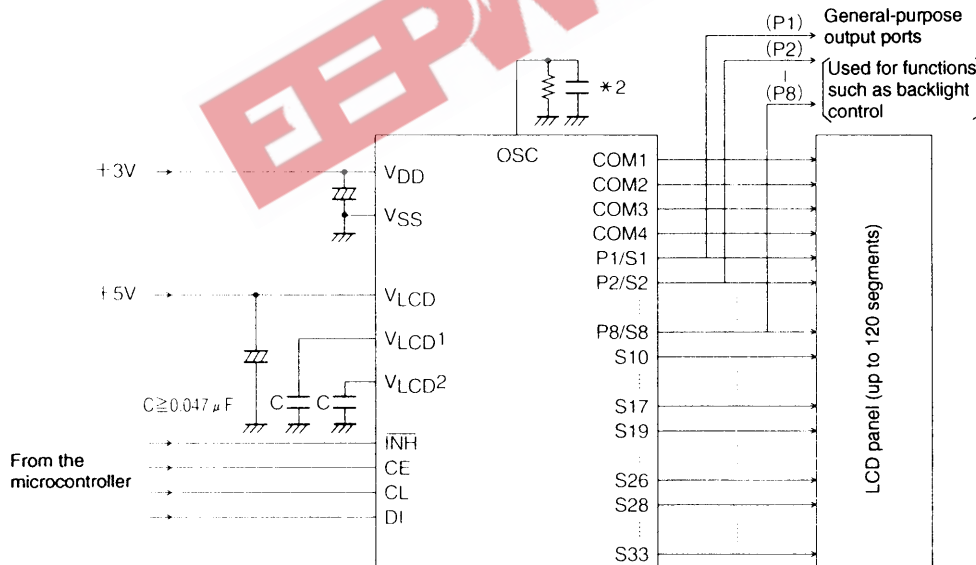 EEPW
(P1)
General-purpose
output ports
(P2)
(P8)
Used for functions
such as backlight
control
*2
OSC
+3V
VDD
VSS
+5V
VLCD
VLCD1
VLCD2
C≧0.047μF
C
C
From the
microcontroller
INH
CE
CL
DI
COM1
COM2
COM3
COM4
P1/S1
P2/S2
P8/S8
S10
S17
S19
S26
S28
S33
LCD panel (up to 120 segments)